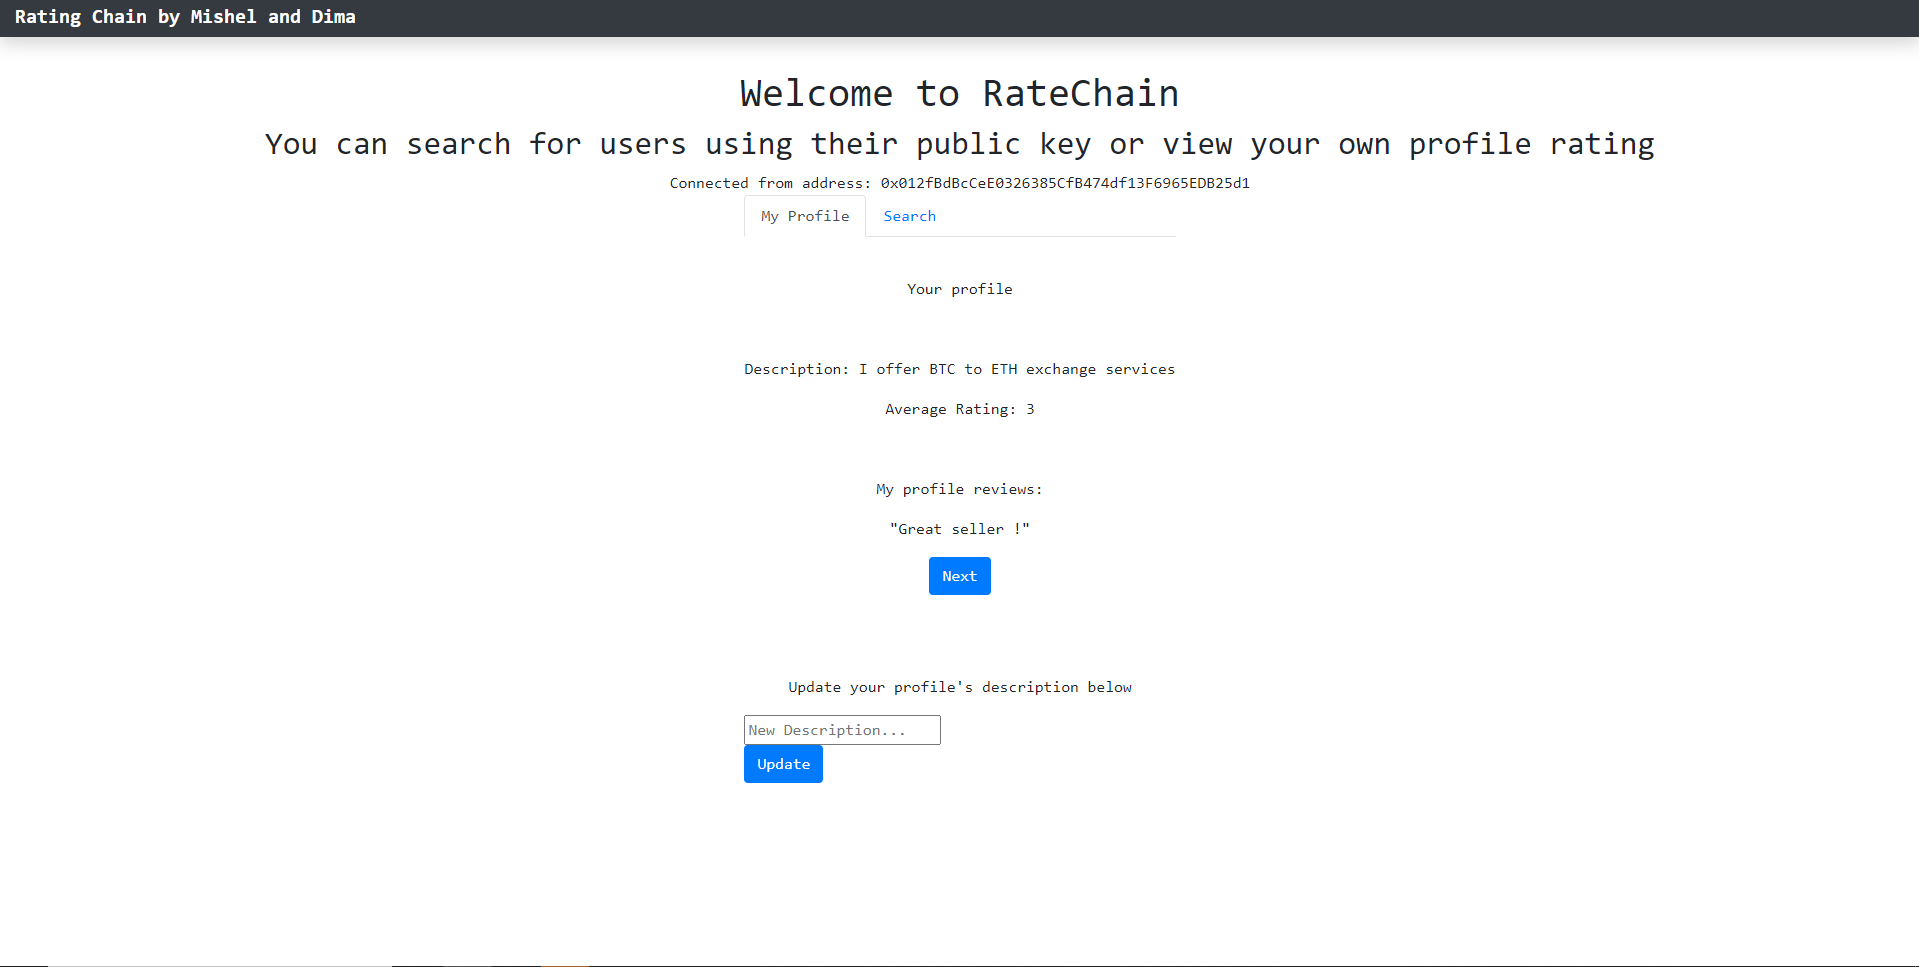 Rating Chain by Mishel and Dima
Welcome to RateChain
You can search for users using their public key or view your own profile rating
Connected from address: 0x012fBdBcCeE0326385CfB474df13F6965EDB25d1
My Profile Search
Your profile
Description: I offer BTC to ETH exchange services
Average Rating: 3
My profile reviews:
"Great seller !"
Next
Update your profile's description below
New Description...
Update